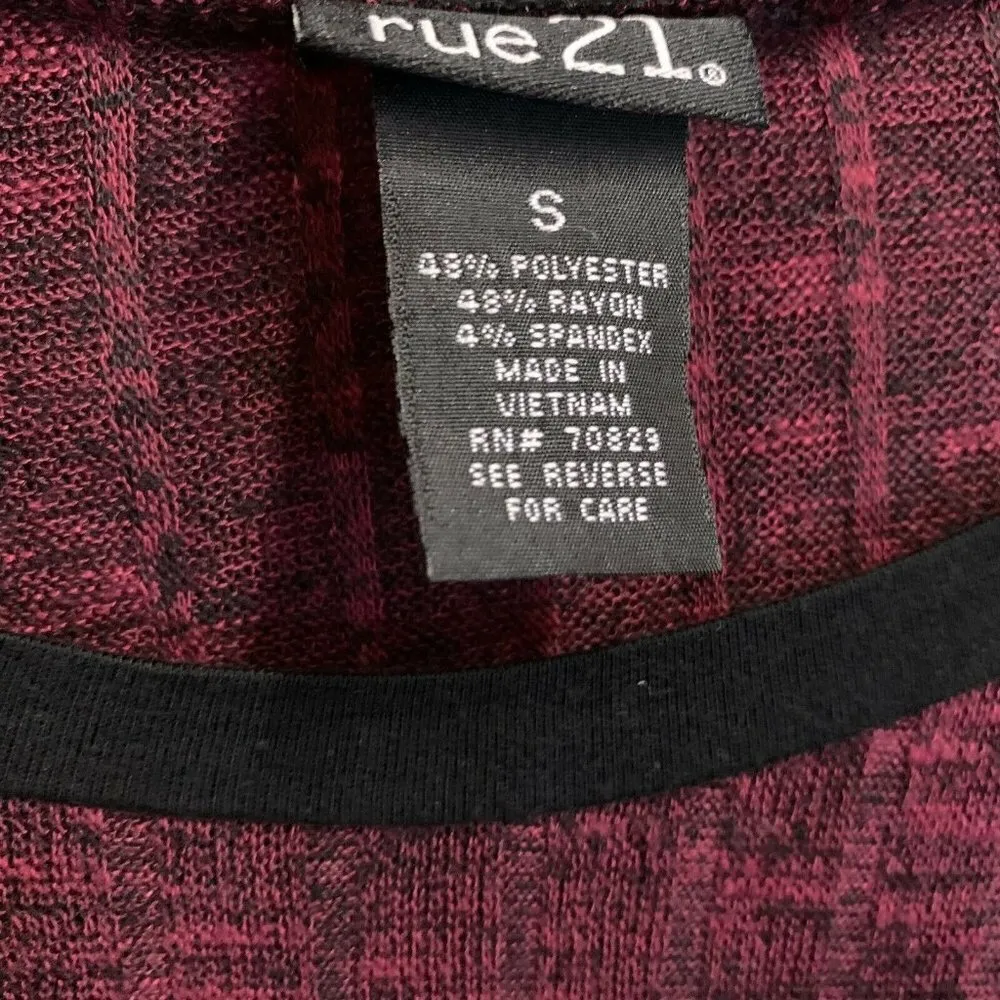 rue21®
S
48% POLYESTER
48% RAYON
4% SPANDEX
MADE IN
VIETNAM
RN# 70829
SEE REVERSE
FOR CARE